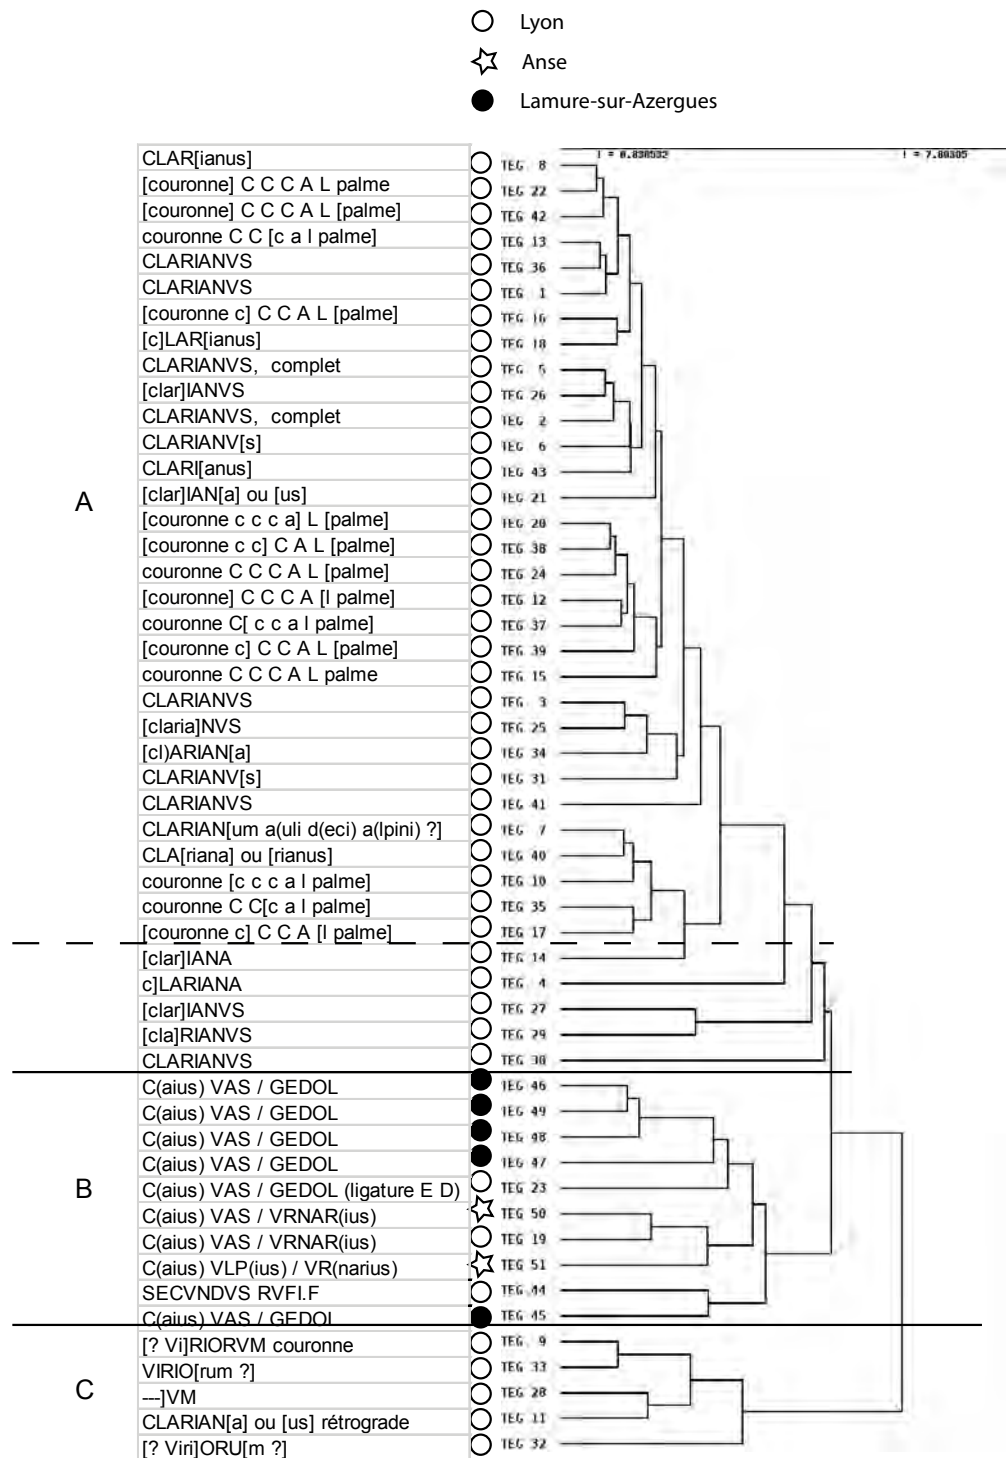 Lyon
Anse
Lamure-sur-Azergues
CLAR[ianus] TEG 8
[couronne] C C C A L palme TEG 22
[couronne] C C C A L [palme] TEG 42
couronne C C [c a l palme] TEG 13
CLARIANVS TEG 36
CLARIANVS TEG 1
[couronne c] C C A L [palme] TEG 16
[c]LAR[ianus] TEG 18
CLARIANVS, complet TEG 5
[clar]IANVS TEG 26
CLARIANVS, complet TEG 2
CLARIANV[s] TEG 6
CLARI[anus] TEG 43
A
[clar]IAN[a] ou [us] TEG 21
[couronne c c c a] L [palme] TEG 20
[couronne c c] C A L [palme] TEG 38
couronne C C C A L [palme] TEG 24
[couronne] C C C A [l palme] TEG 12
couronne C[ c c a l palme] TEG 37
[couronne c] C C A L [palme] TEG 39
couronne C C C A L palme TEG 15
CLARIANVS TEG 3
[claria]NVS TEG 25
[cl)ARIAN[a] TEG 34
CLARIANV[s] TEG 31
CLARIANVS TEG 41
CLARIAN[um a(uli d(eci) a(lpini) ?] TEG 7
CLA[riana] ou [rianus] TEG 40
couronne [c c c a l palme] TEG 10
couronne C C[c a l palme] TEG 35
[couronne c] C C A [l palme] TEG 17
[clar]IANA TEG 14
c]LARIANA TEG 4
[clar]IANVS TEG 27
[cla]RIANVS TEG 29
CLARIANVS TEG 30
C(aius) VAS / GEDOL TEG 46
C(aius) VAS / GEDOL TEG 49
C(aius) VAS / GEDOL TEG 48
C(aius) VAS / GEDOL TEG 47
B
C(aius) VAS / GEDOL (ligature E D) TEG 23
C(aius) VAS / VRNAR(ius) TEG 50
C(aius) VAS / VRNAR(ius) TEG 19
C(aius) VLP(ius) / VR(narius) TEG 51
SECVNDVS RVFI.F TEG 44
C(aius) VAS / GEDOL TEG 45
[? Vi]RIORVM couronne TEG 9
VIRIO[rum ?] TEG 33
C
---]VM TEG 28
CLARIAN[a] ou [us] rétrograde TEG 11
[? Viri]ORU[m ?] TEG 32